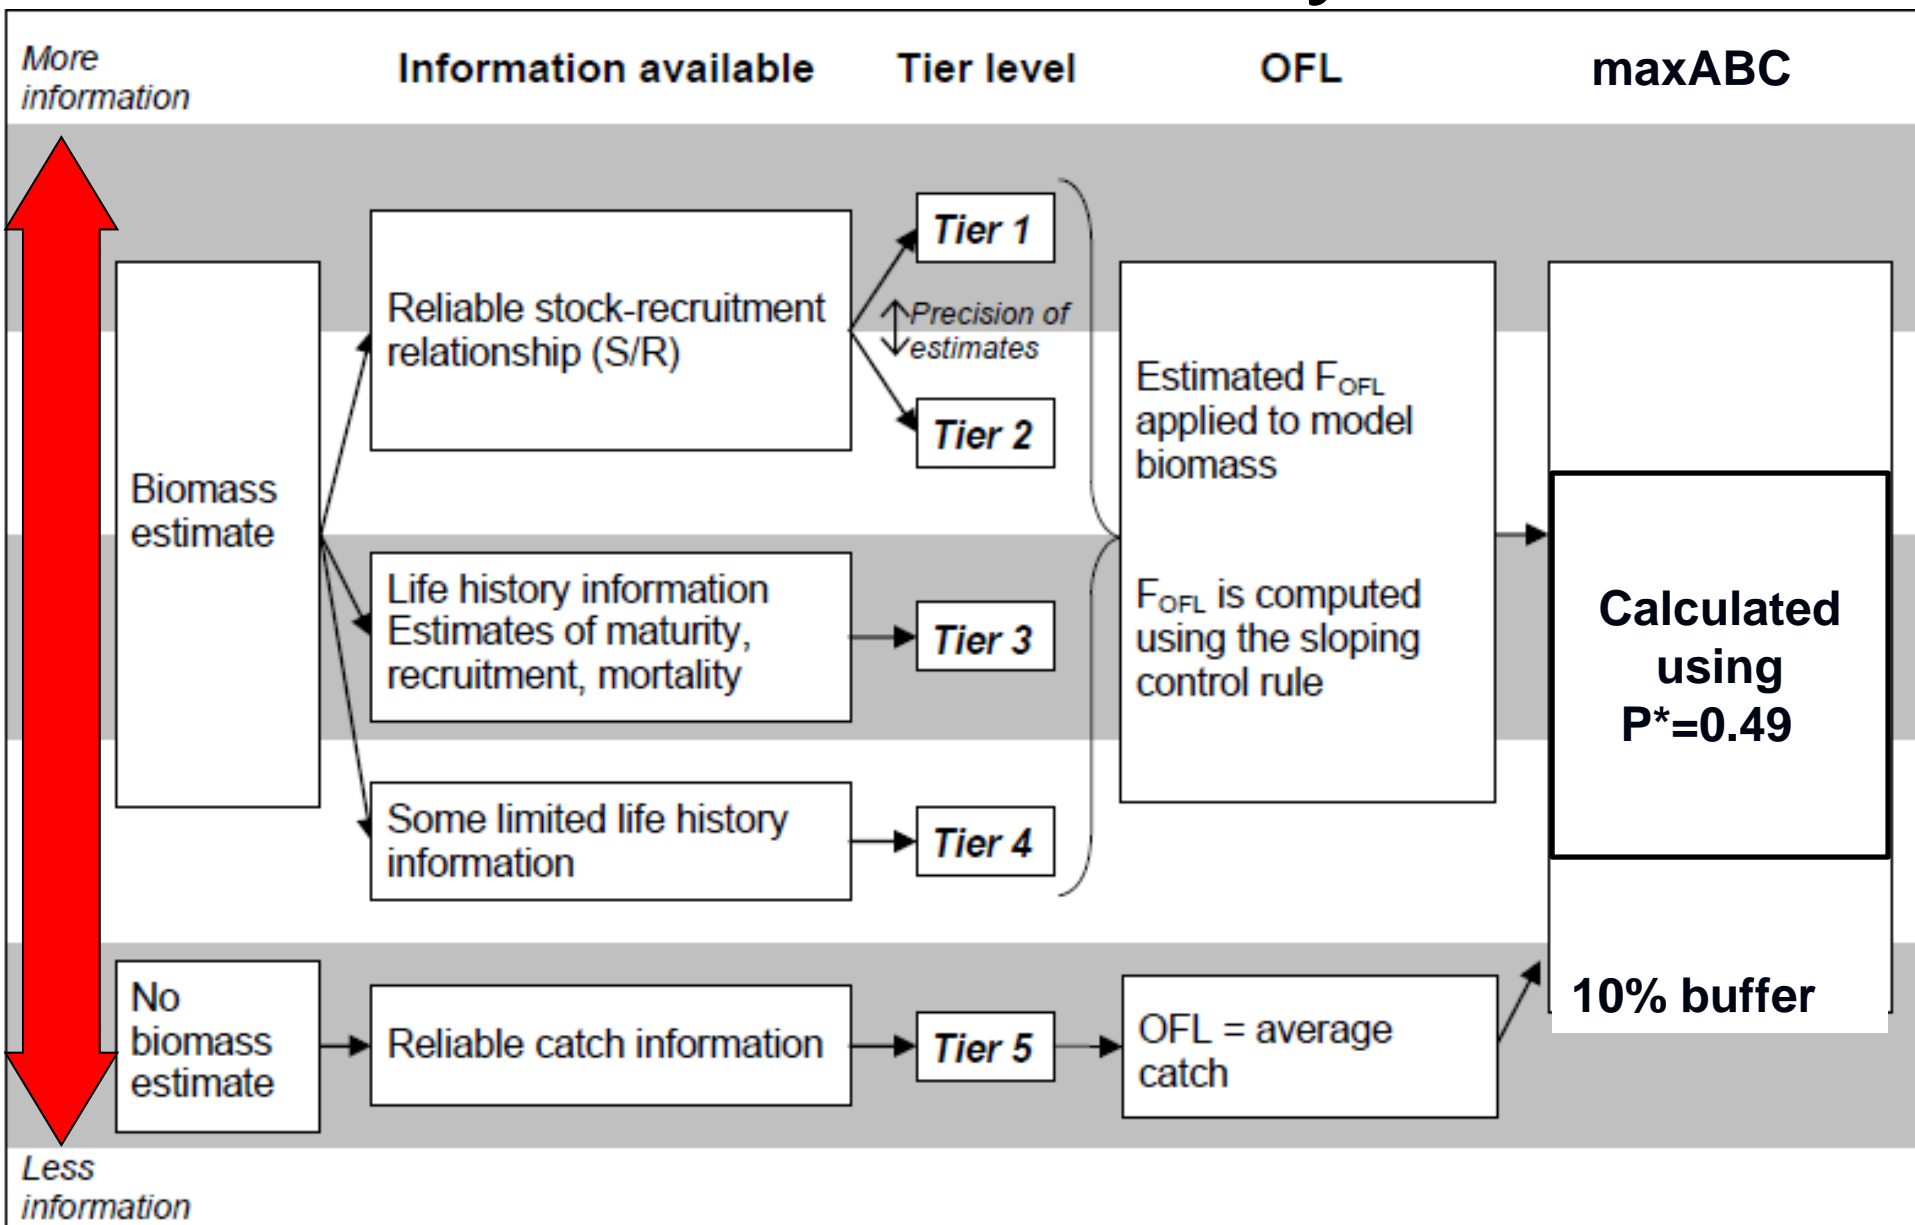 More
information
Information available
Tier level
OFL
maxABC
Biomass
estimate
Reliable stock-recruitment
relationship (S/R)
Tier 1
Precision of
estimates
Tier 2
Life history information
Estimates of maturity,
recruitment, mortality
Tier 3
Some limited life history
information
Tier 4
Estimated FOFL
applied to model
biomass
FOFL is computed
using the sloping
control rule
Calculated
using
P*=0.49
No
biomass
estimate
Reliable catch information
Tier 5
OFL = average
catch
10% buffer
Less
information